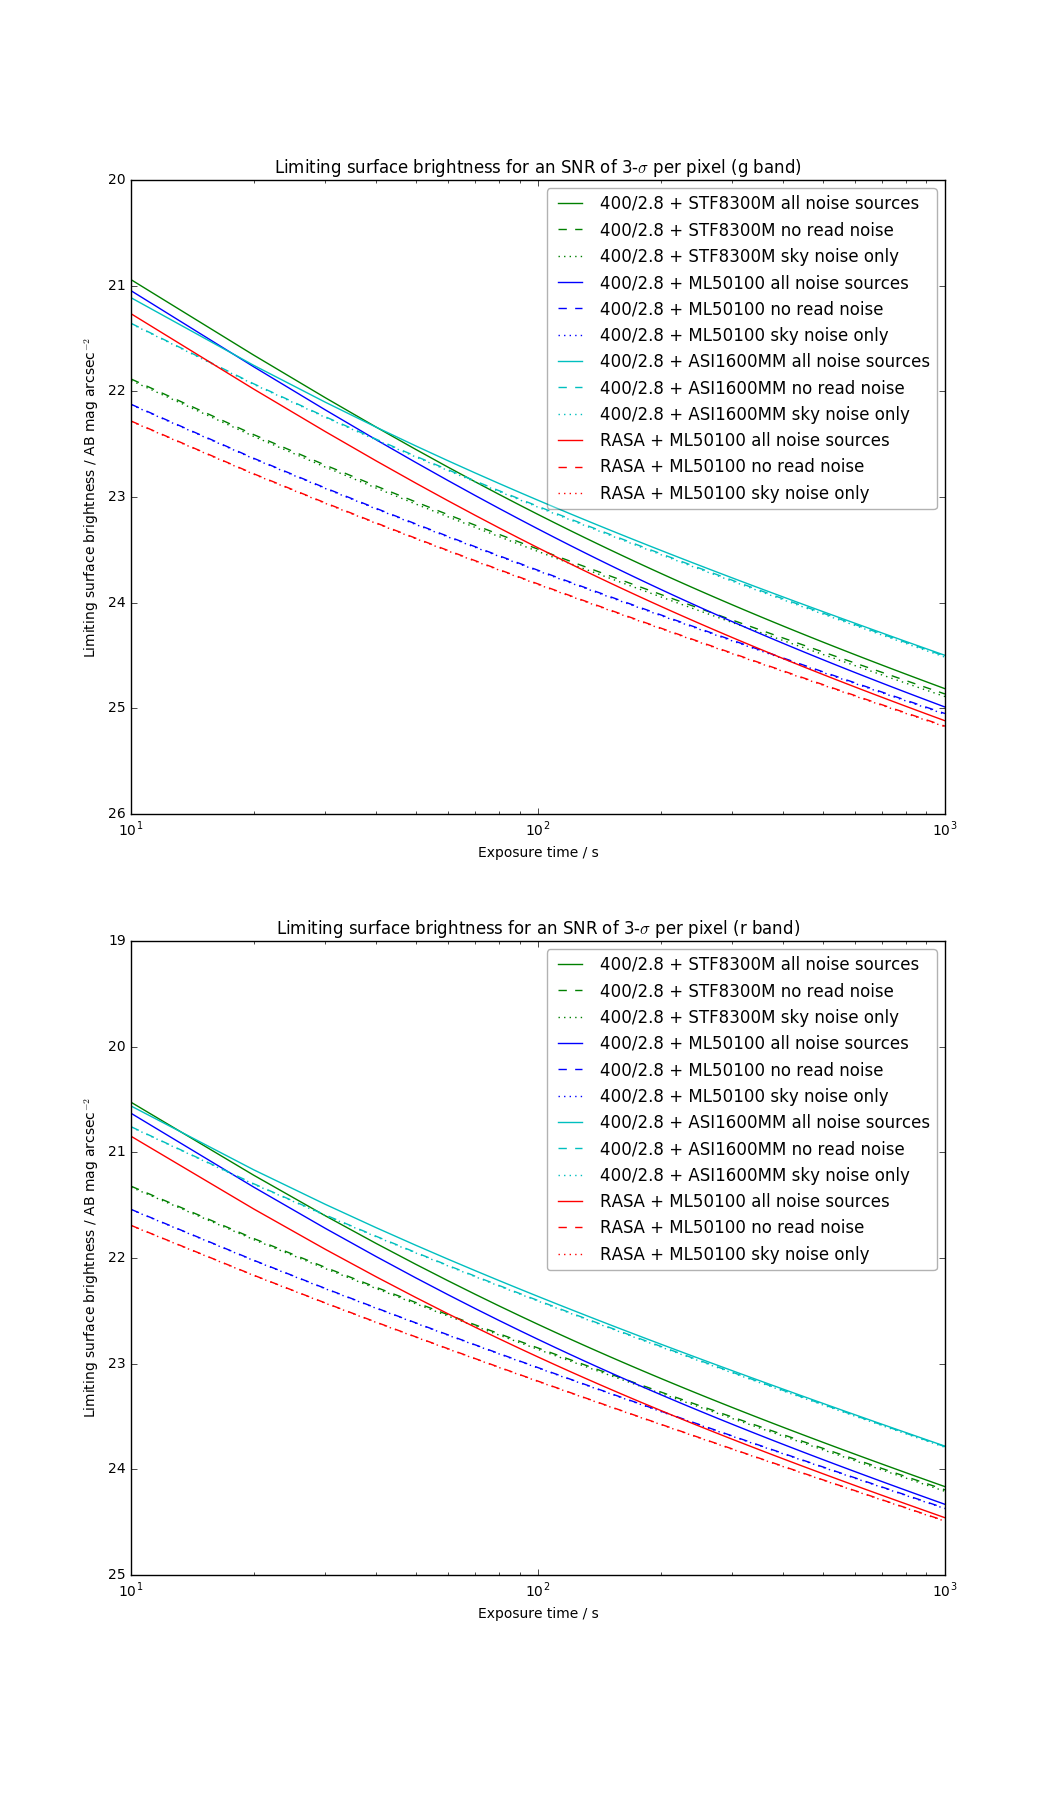 Limiting surface brightness for an SNR of 3-σ per pixel (g band)
20
21
22
23
24
25
26
Limiting surface brightness / AB mag arcsec⁻²
400/2.8 + STF8300M all noise sources
400/2.8 + STF8300M no read noise
400/2.8 + STF8300M sky noise only
400/2.8 + ML50100 all noise sources
400/2.8 + ML50100 no read noise
400/2.8 + ML50100 sky noise only
400/2.8 + ASI1600MM all noise sources
400/2.8 + ASI1600MM no read noise
400/2.8 + ASI1600MM sky noise only
RASA + ML50100 all noise sources
RASA + ML50100 no read noise
RASA + ML50100 sky noise only
10¹ 10² 10³
Exposure time / s
Limiting surface brightness for an SNR of 3-σ per pixel (r band)
19
20
21
22
23
24
25
Limiting surface brightness / AB mag arcsec⁻²
400/2.8 + STF8300M all noise sources
400/2.8 + STF8300M no read noise
400/2.8 + STF8300M sky noise only
400/2.8 + ML50100 all noise sources
400/2.8 + ML50100 no read noise
400/2.8 + ML50100 sky noise only
400/2.8 + ASI1600MM all noise sources
400/2.8 + ASI1600MM no read noise
400/2.8 + ASI1600MM sky noise only
RASA + ML50100 all noise sources
RASA + ML50100 no read noise
RASA + ML50100 sky noise only
10¹ 10² 10³
Exposure time / s